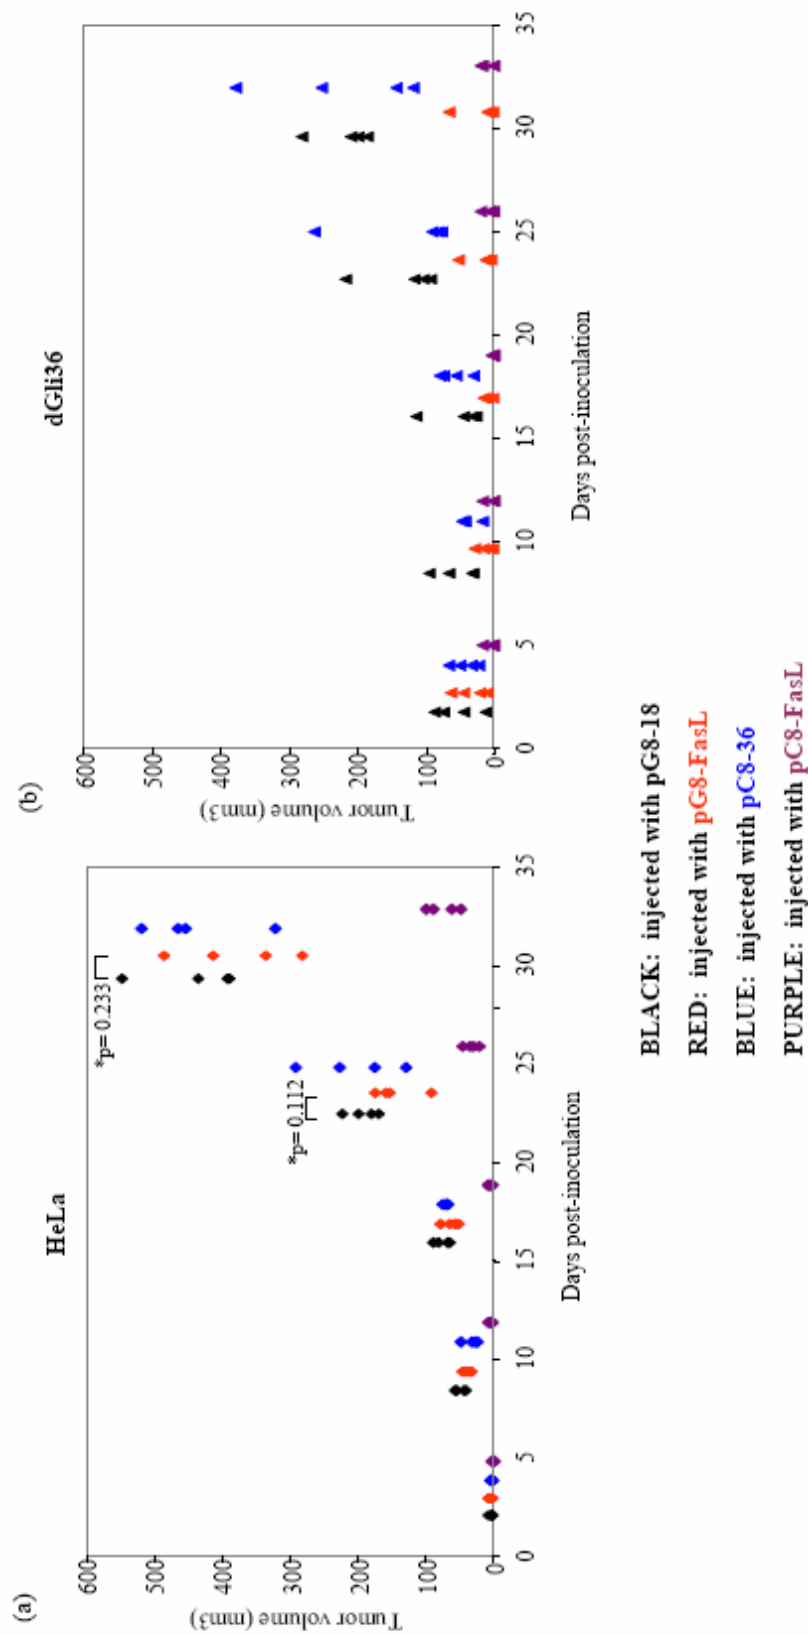 (a)
HeLa
Tumor volume (mm3)
600
500
400
300
200
100
0
*p= 0.112
*p= 0.233
0
5
10
15
20
25
30
35
Days post-inoculation
(b)
dGli36
Tumor volume (mm3)
600
500
400
300
200
100
0
0
5
10
15
20
25
30
35
Days post-inoculation
BLACK: injected with pG8-18
RED: injected with pG8-FasL
BLUE: injected with pC8-36
PURPLE: injected with pC8-FasL